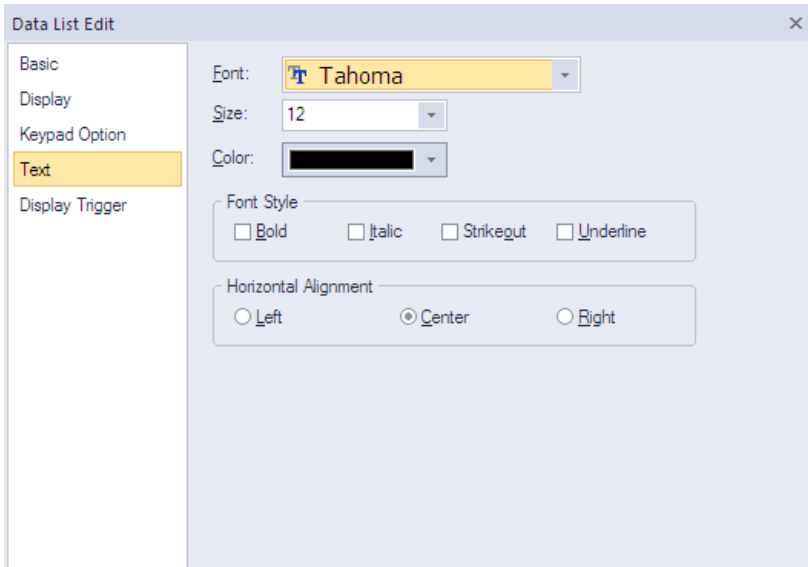 Data List Edit
Basic
Display
Keypad Option
Text
Display Trigger
Font: Tahoma
Size: 12
Color:
Font Style
Bold Italic Strikeout Underline
Horizontal Alignment
Left Center Right